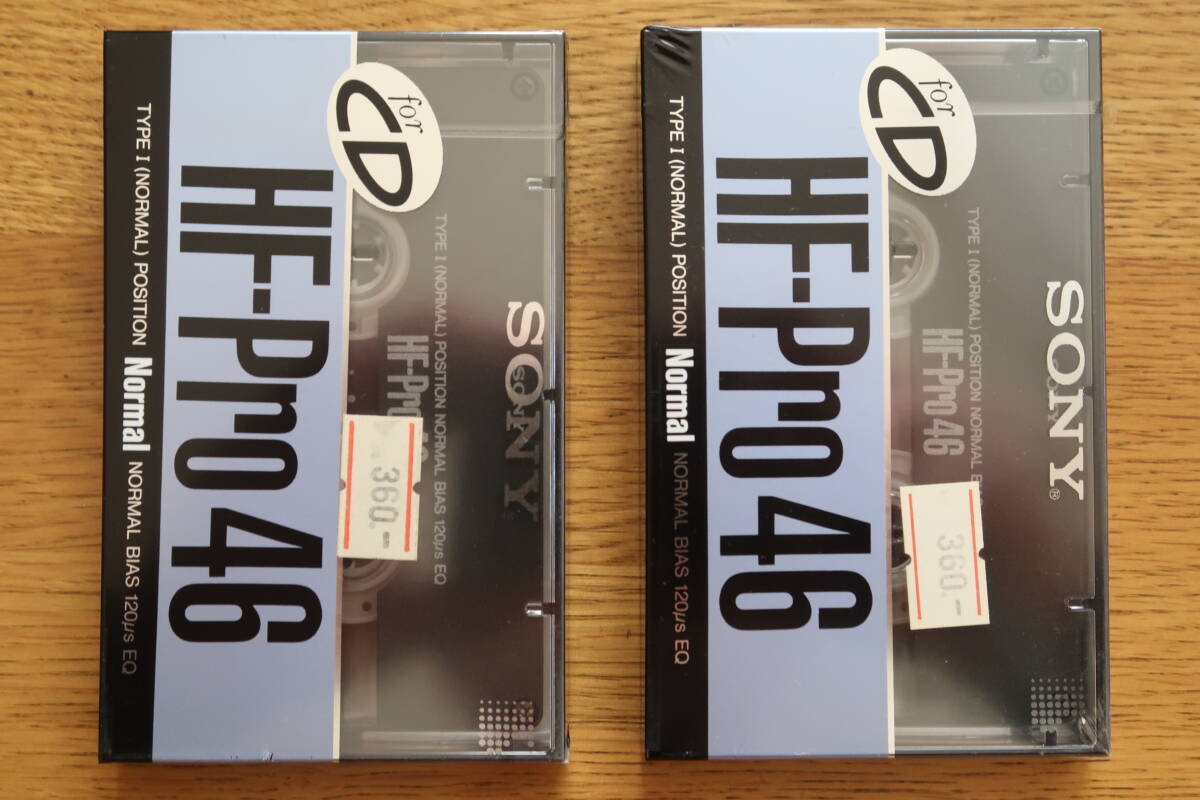 for
CD
HF-Pro 46
TYPE I (NORMAL) POSITION Normal NORMAL BIAS 120μs EQ
SONY
SONY
TYPE I (NORMAL) POSITION NORMAL BIAS 120μs EQ
HF-Pro 46
360.-
for
CD
HF-Pro 46
TYPE I (NORMAL) POSITION Normal NORMAL BIAS 120μs EQ
SONY®
TYPE I (NORMAL) POSITION NORMAL BIAS
HF-Pro 46
360.-